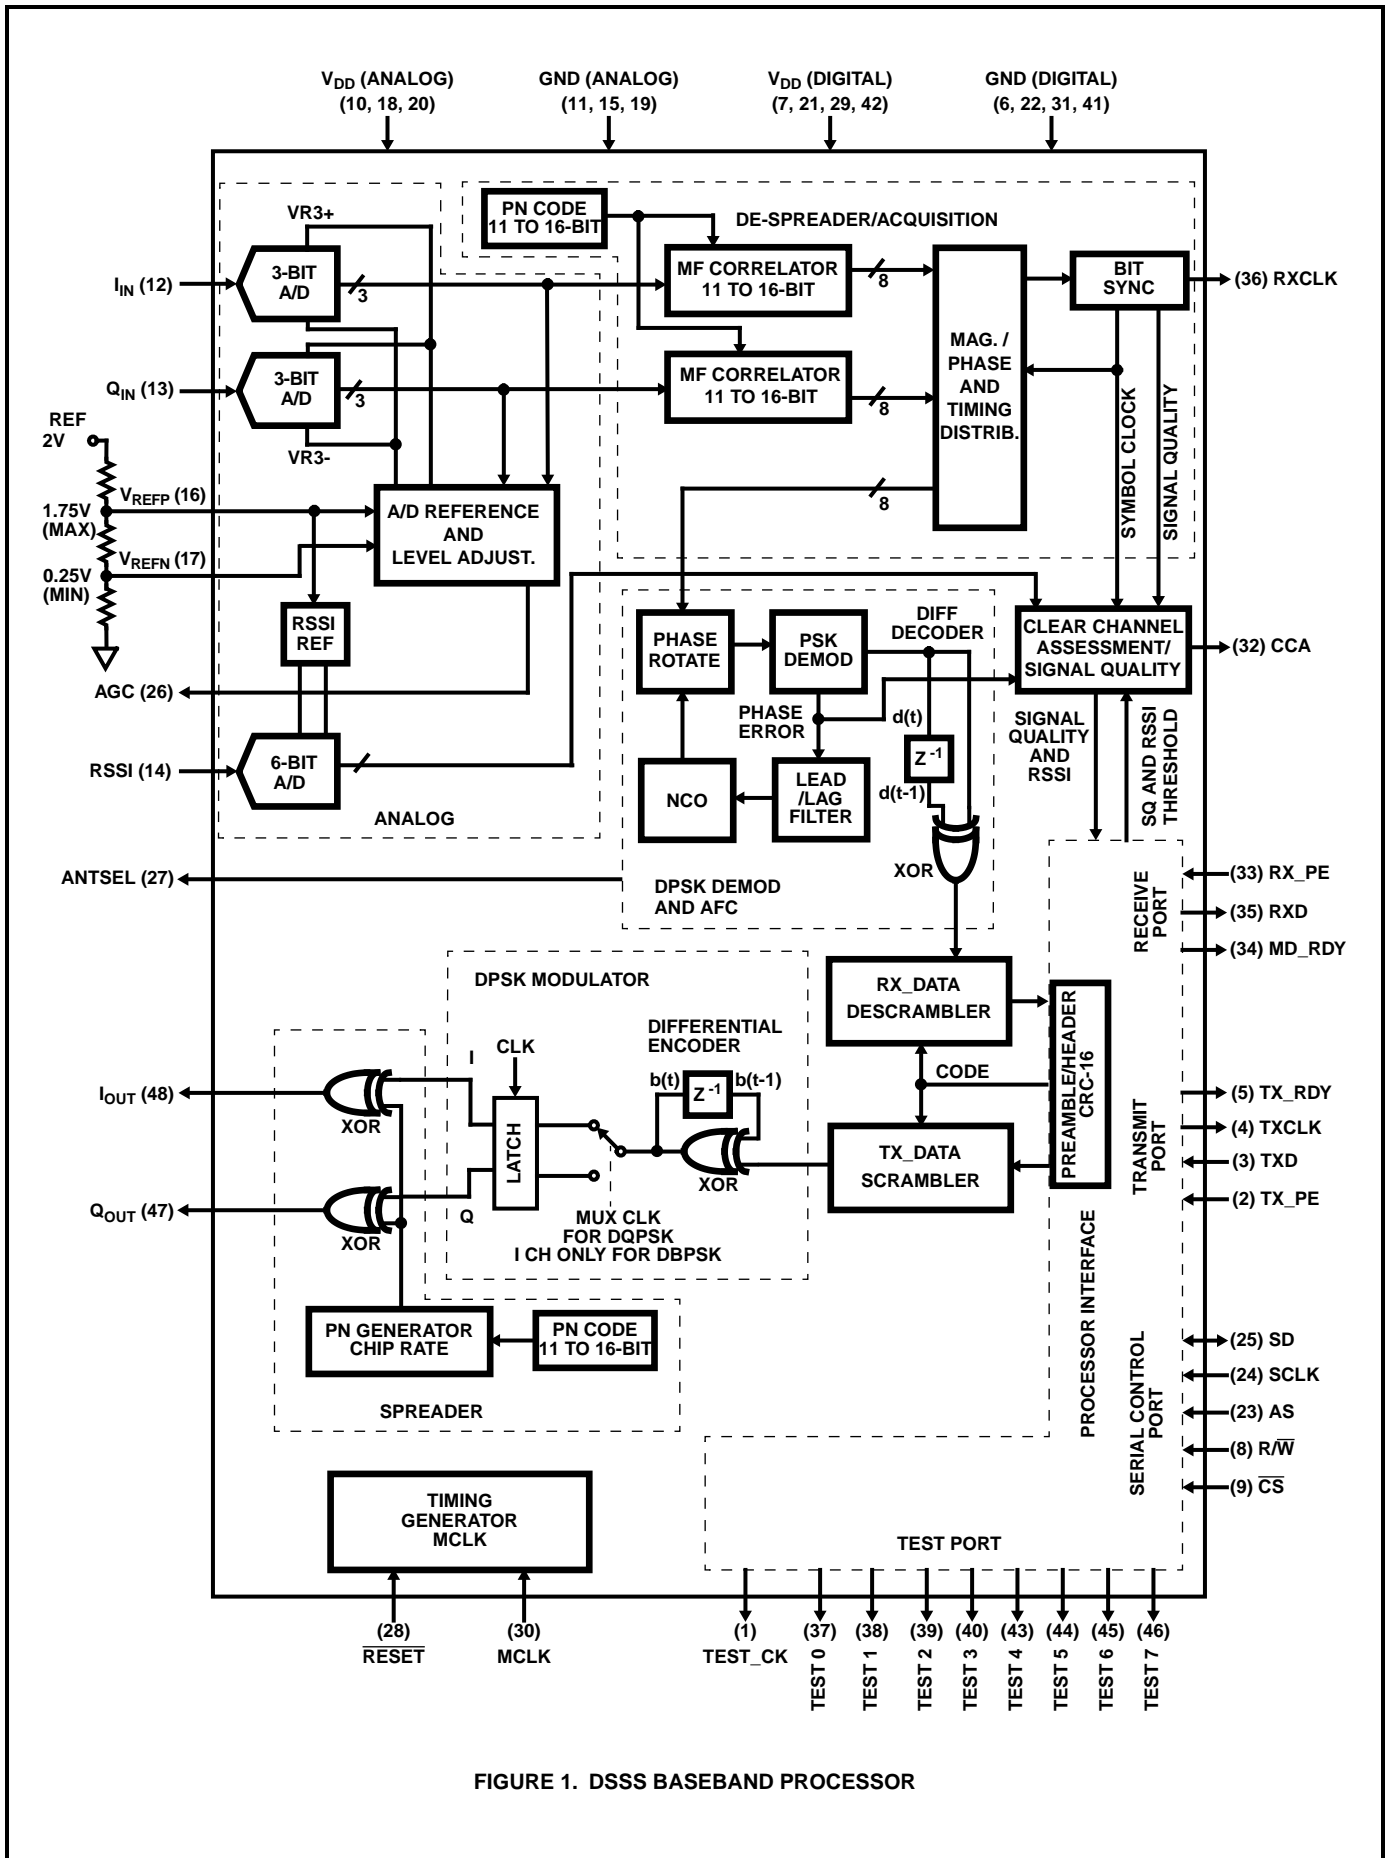 V_DD (ANALOG)
(10, 18, 20)
GND (ANALOG)
(11, 15, 19)
V_DD (DIGITAL)
(7, 21, 29, 42)
GND (DIGITAL)
(6, 22, 31, 41)
VR3+
PN CODE
11 TO 16-BIT
DE-SPREADER/ACQUISITION
I_IN (12)
3-BIT
A/D
3
MF CORRELATOR
11 TO 16-BIT
8
BIT
SYNC
(36) RXCLK
MAG. /
PHASE
AND
TIMING
DISTRIB.
Q_IN (13)
3-BIT
A/D
3
MF CORRELATOR
11 TO 16-BIT
8
SYMBOL CLOCK
SIGNAL QUALITY
REF
2V
VR3-
V_REFP (16)
1.75V
(MAX)
V_REFN (17)
0.25V
(MIN)
A/D REFERENCE
AND
LEVEL ADJUST.
8
RSSI
REF
AGC (26)
RSSI (14)
6-BIT
A/D
ANALOG
PHASE
ROTATE
PSK
DEMOD
DIFF
DECODER
CLEAR CHANNEL
ASSESSMENT/
SIGNAL QUALITY
(32) CCA
PHASE
ERROR
d(t)
Z -1
d(t-1)
NCO
LEAD
/LAG
FILTER
XOR
SIGNAL
QUALITY
AND
RSSI
SQ AND RSSI
THRESHOLD
ANTSEL (27)
DPSK DEMOD
AND AFC
RECEIVE
PORT
(33) RX_PE
(35) RXD
(34) MD_RDY
DPSK MODULATOR
RX_DATA
DESCRAMBLER
PREAMBLE/HEADER
CRC-16
DIFFERENTIAL
ENCODER
I
CLK
b(t)
Z -1
b(t-1)
CODE
I_OUT (48)
XOR
LATCH
XOR
TX_DATA
SCRAMBLER
TRANSMIT
PORT
(5) TX_RDY
(4) TXCLK
(3) TXD
(2) TX_PE
Q_OUT (47)
XOR
Q
MUX CLK
FOR DQPSK
I CH ONLY FOR DBPSK
PROCESSOR INTERFACE
PN GENERATOR
CHIP RATE
PN CODE
11 TO 16-BIT
SPREADER
SERIAL CONTROL
PORT
(25) SD
(24) SCLK
(23) AS
(8) R/W̅
(9) C̅S̅
TIMING
GENERATOR
MCLK
TEST PORT
(28)
R̅E̅S̅E̅T̅
(30)
MCLK
(1)
TEST_CK
(37)
TEST 0
(38)
TEST 1
(39)
TEST 2
(40)
TEST 3
(43)
TEST 4
(44)
TEST 5
(45)
TEST 6
(46)
TEST 7
FIGURE 1. DSSS BASEBAND PROCESSOR